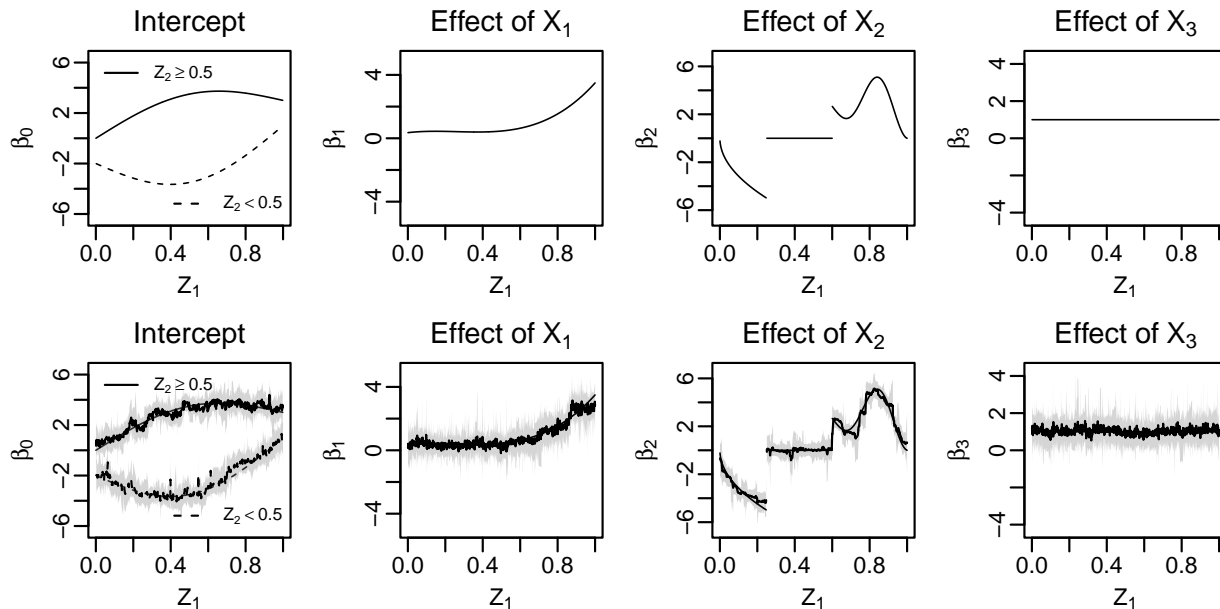 Intercept
Effect of X1
Effect of X2
Effect of X3
β0
6
2
−2
−6
Z2 ≥ 0.5
Z2 < 0.5
0.0 0.4 0.8
Z1
β1
4
0
−4
0.0 0.4 0.8
Z1
β2
6
2
−2
−6
0.0 0.4 0.8
Z1
β3
4
2
0
−4
0.0 0.4 0.8
Z1
Intercept
Effect of X1
Effect of X2
Effect of X3
β0
6
2
−2
−6
Z2 ≥ 0.5
Z2 < 0.5
0.0 0.4 0.8
Z1
β1
4
0
−4
0.0 0.4 0.8
Z1
β2
6
2
−2
−6
0.0 0.4 0.8
Z1
β3
4
2
0
−4
0.0 0.4 0.8
Z1